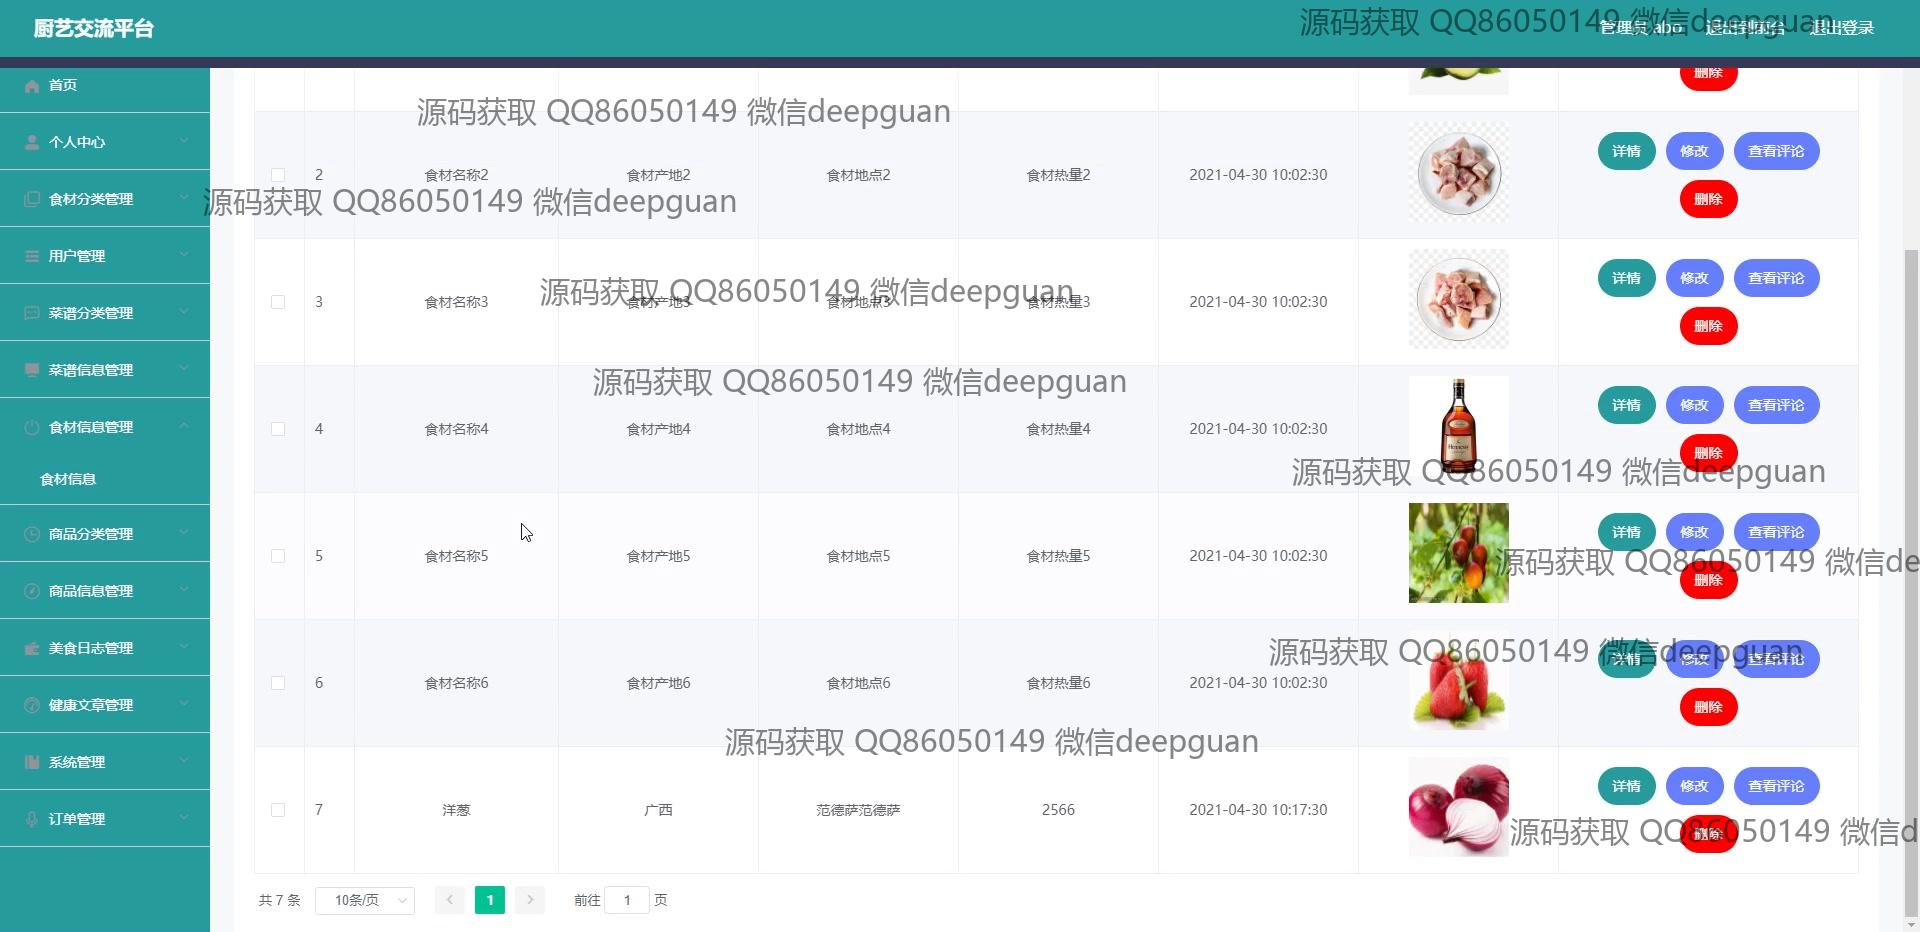 厨艺交流平台
源码获取 QQ86050149 微信deepguan
管理员 abo 退出到前台 退出登录
首页
个人中心
食材分类管理
用户管理
菜谱分类管理
菜谱信息管理
食材信息管理
食材信息
商品分类管理
商品信息管理
美食日志管理
健康文章管理
系统管理
订单管理
删除
源码获取 QQ86050149 微信deepguan
2 食材名称2 食材产地2 食材地点2 食材热量2 2021-04-30 10:02:30 详情 修改 查看评论
删除
源码获取 QQ86050149 微信deepguan
源码获取 QQ86050149 微信deepguan
3 食材名称3 食材产地3 食材地点3 食材热量3 2021-04-30 10:02:30 详情 修改 查看评论
删除
源码获取 QQ86050149 微信deepguan
4 食材名称4 食材产地4 食材地点4 食材热量4 2021-04-30 10:02:30 Hennessy 详情 修改 查看评论
删除
源码获取 QQ86050149 微信deepguan
5 食材名称5 食材产地5 食材地点5 食材热量5 2021-04-30 10:02:30 详情 修改 查看评论
删除
源码获取 QQ86050149 微信de
源码获取 QQ86050149 微信deepguan
6 食材名称6 食材产地6 食材地点6 食材热量6 2021-04-30 10:02:30 详情 修改 查看评论
删除
源码获取 QQ86050149 微信deepguan
7 洋葱 广西 范德萨范德萨 2566 2021-04-30 10:17:30 详情 修改 查看评论
删除
源码获取 QQ86050149 微信d
共 7 条 10条/页 1 前往 1 页